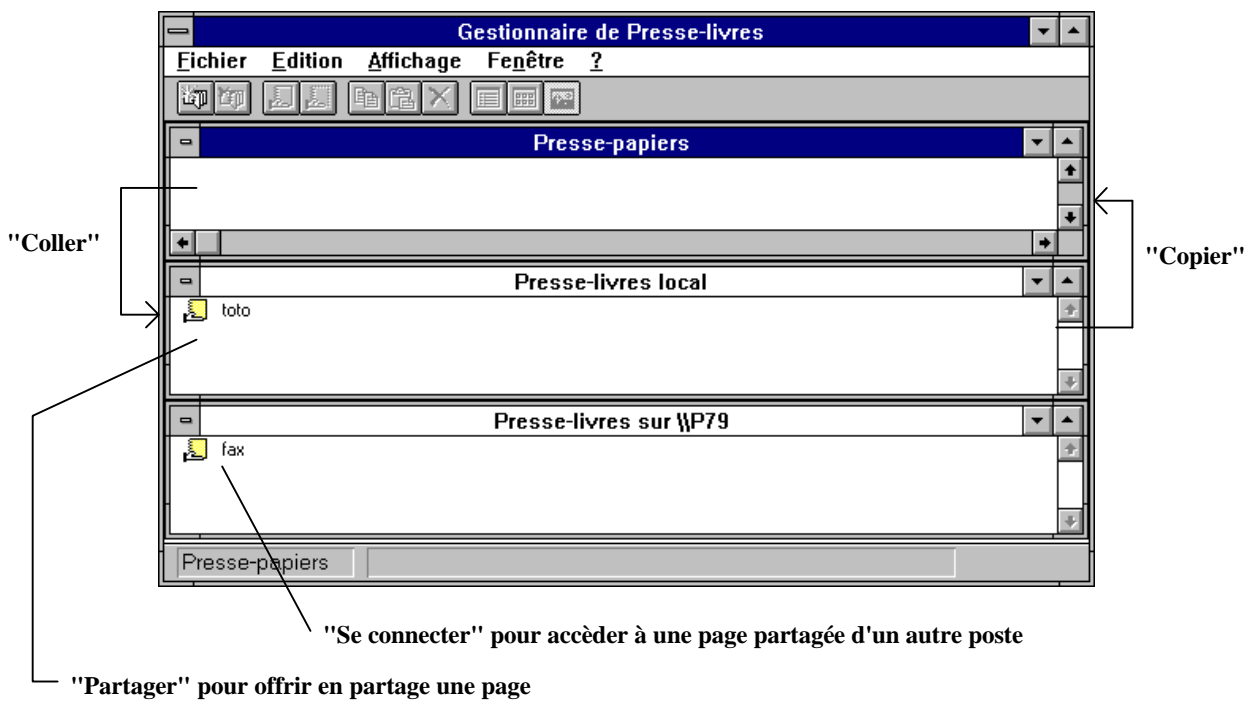 Gestionnaire de Presse-livres
Fichier Edition Affichage Fenêtre ?
Presse-papiers
"Coller"
"Copier"
Presse-livres local
toto
Presse-livres sur \\P79
fax
Presse-papiers
"Se connecter" pour accèder à une page partagée d'un autre poste
"Partager" pour offrir en partage une page